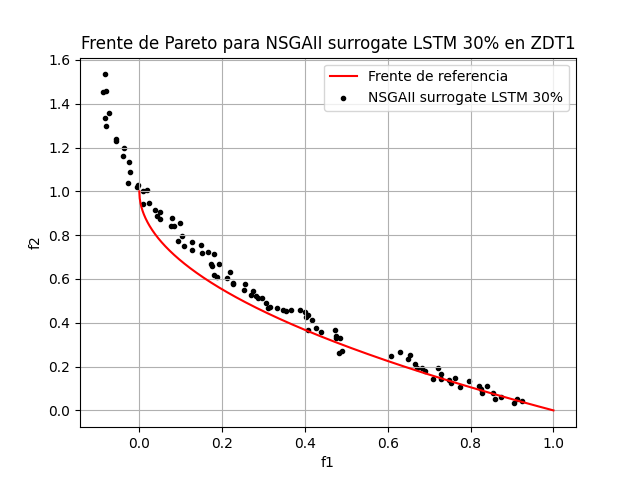 Frente de Pareto para NSGAII surrogate LSTM 30% en ZDT1
Frente de referencia
NSGAII surrogate LSTM 30%
f2
1.6
1.4
1.2
1.0
0.8
0.6
0.4
0.2
0.0
0.0 0.2 0.4 0.6 0.8 1.0
f1